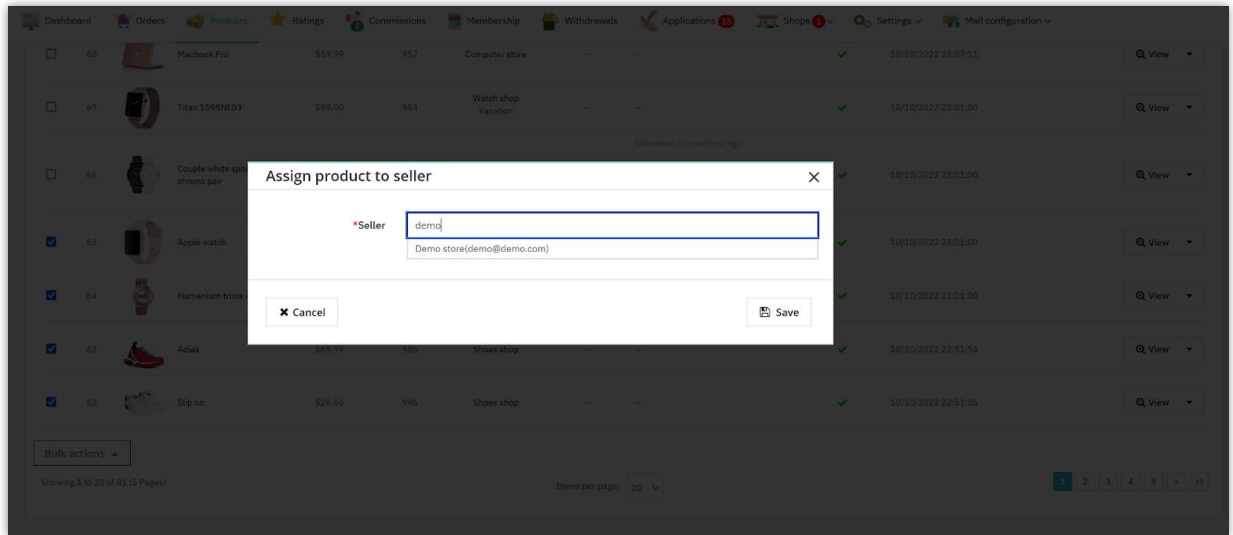 Dashboard Orders Products Ratings Commissions Membership Withdrawals Applications 35 Shops 1 Settings Mail configuration
68 Macbook Pro $59.99 952 Computer store -- -- 10/10/2022 23:07:11 View
67 Titan 1595NL03 $99.00 984 Watch shop -- -- 10/10/2022 23:01:00 View
Vacation
Submitted, 11 month(s) ago
66 Couple white spo 10/10/2022 23:01:00 View
chrono pair
Assign product to seller
*Seller demo
Demo store(demo@demo.com)
65 Apple watch 10/10/2022 23:01:00 View
64 Humanium triwa 10/10/2022 23:01:00 View
Cancel Save
63 Adias $69.99 986 Shoes shop -- -- 10/10/2022 22:51:54 View
62 Slip on $26.66 996 Shoes shop -- -- 10/10/2022 22:51:05 View
Bulk actions
Showing 1 to 20 of 81 (5 Pages)
Items per page: 20
1 2 3 4 5 > >|